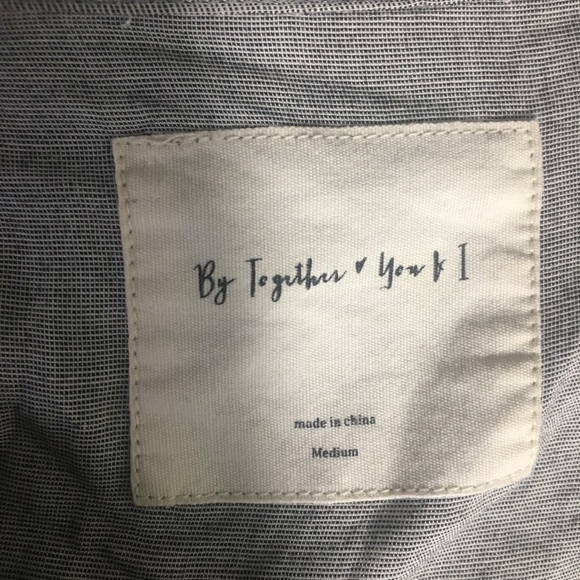 By Together ♥ You & I
made in china
Medium